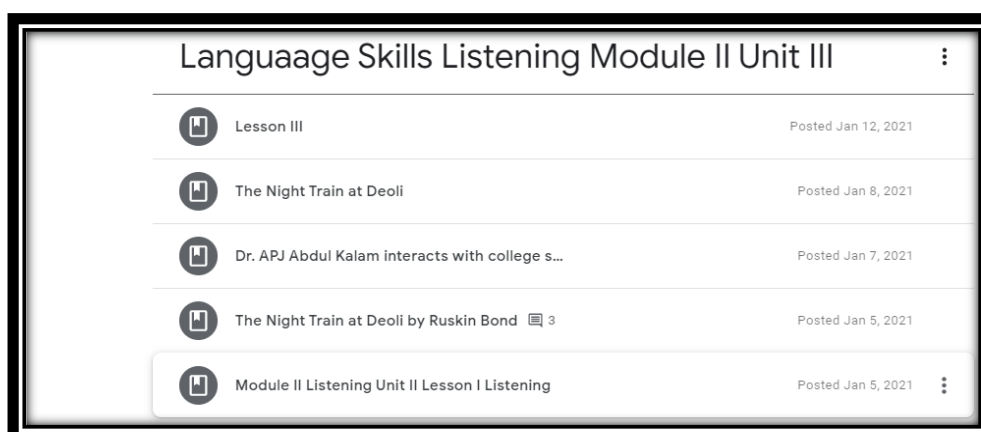 Languaage Skills Listening Module II Unit III
Lesson III Posted Jan 12, 2021
The Night Train at Deoli Posted Jan 8, 2021
Dr. APJ Abdul Kalam interacts with college s... Posted Jan 7, 2021
The Night Train at Deoli by Ruskin Bond 3 Posted Jan 5, 2021
Module II Listening Unit II Lesson I Listening Posted Jan 5, 2021